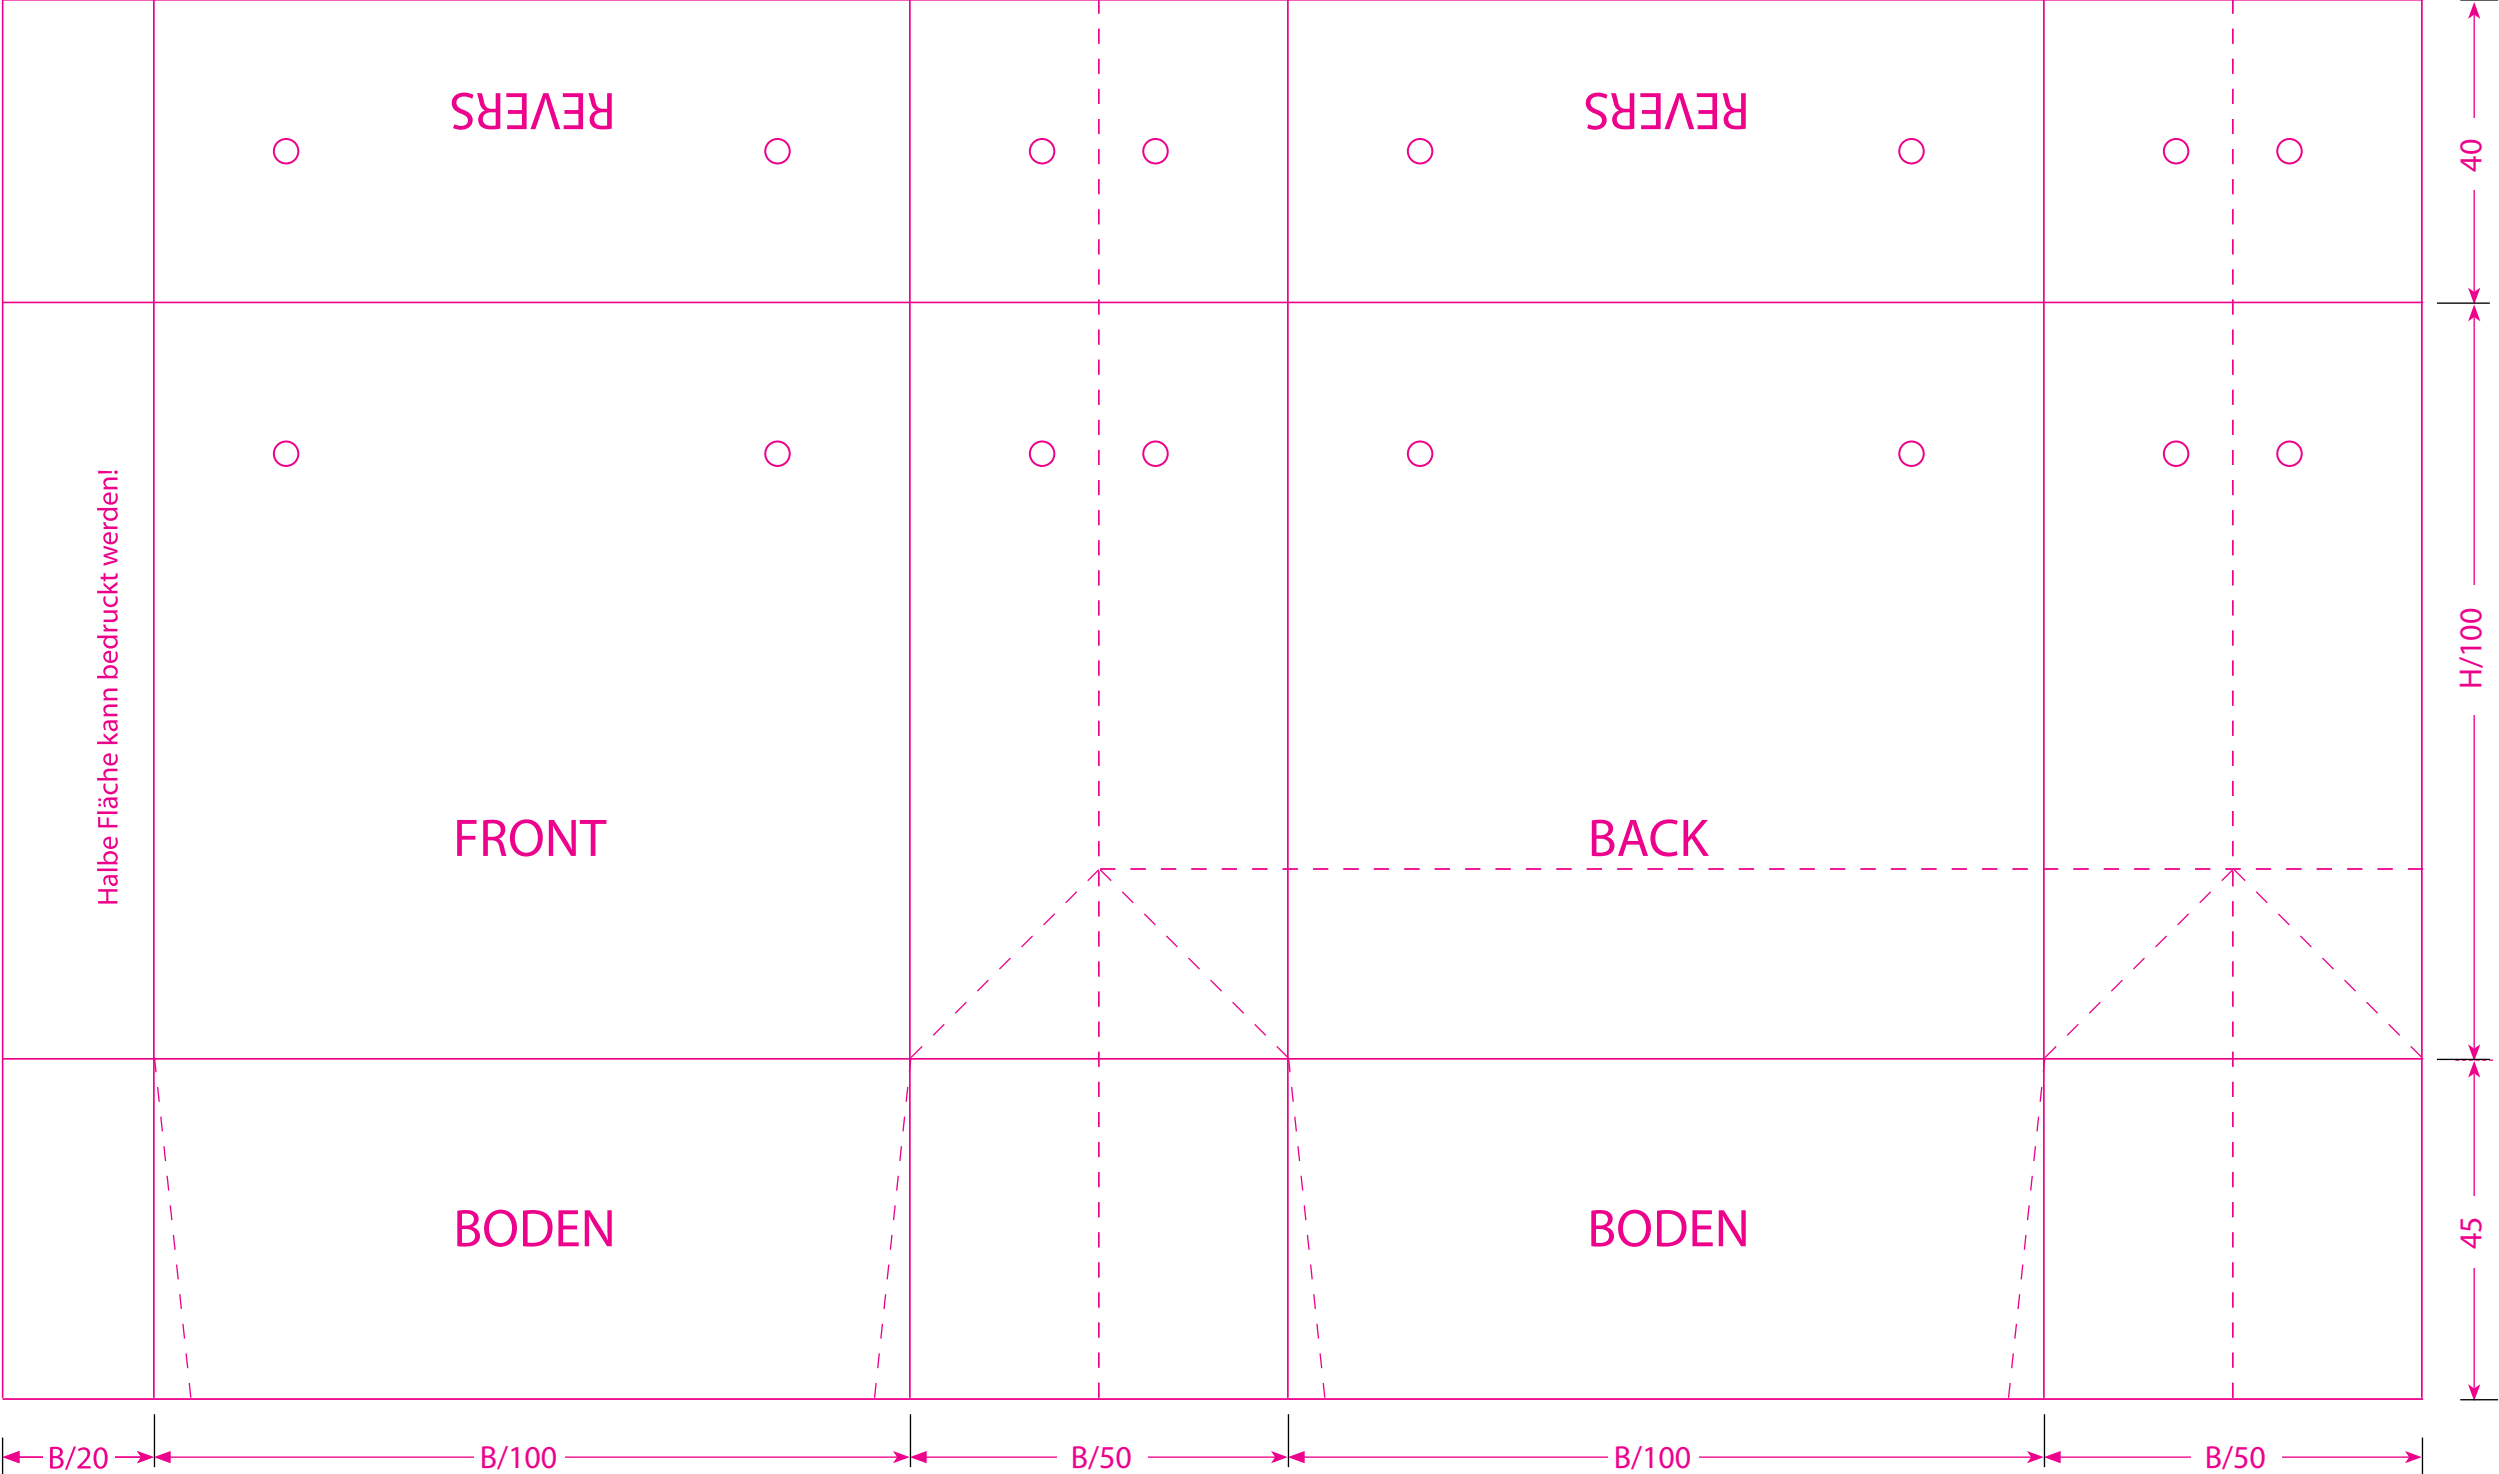 REVERS
REVERS
40
Halbe Fläche kann bedruckt werden!
H/100
FRONT
BACK
BODEN
BODEN
45
B/20
B/100
B/50
B/100
B/50